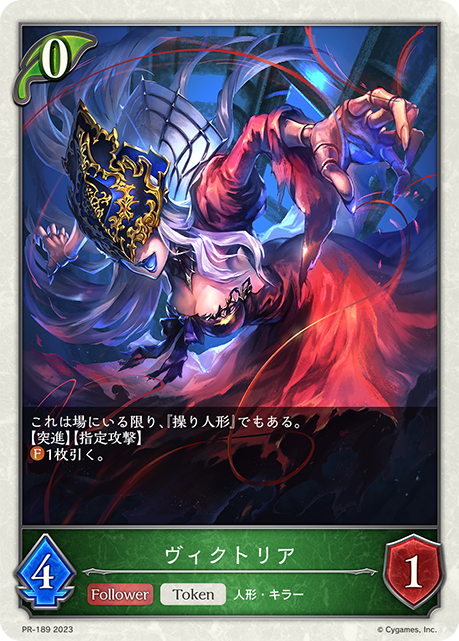 0
これは場にいる限り、『操り人形』でもある。
【突進】【指定攻撃】
F 1枚引く。
ヴィクトリア
4
Follower Token 人形・キラー
1
PR-189 2023 © Cygames, Inc.